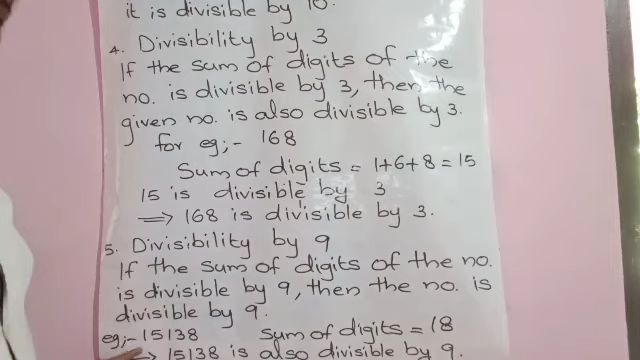 it is divisible by 10.
4. Divisibility by 3
If the sum of digits of the
no. is divisible by 3, then the
given no. is also divisible by 3.
for eg;- 168
Sum of digits = 1+6+8 = 15
15 is divisible by 3
⟹ 168 is divisible by 3.
5. Divisibility by 9
If the sum of digits of the no.
is divisible by 9, then the no. is
divisible by 9.
eg;- 15138 Sum of digits = 18
⟹ 15138 is also divisible by 9.